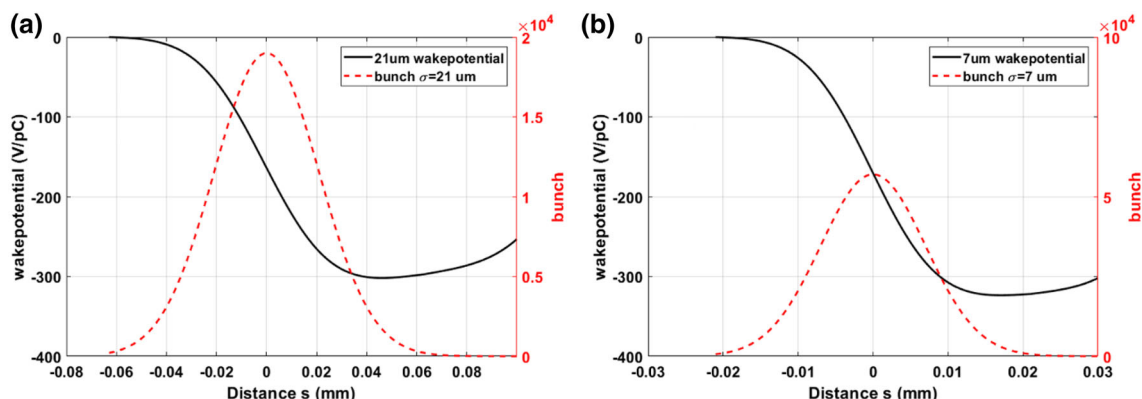 (a)
×10⁴
0
-100
-200
-300
-400
wakepotential (V/pC)
2
1.5
1
0.5
0
bunch
21um wakepotential
bunch σ=21 um
-0.08 -0.06 -0.04 -0.02 0 0.02 0.04 0.06 0.08
Distance s (mm)
(b)
×10⁴
0
-100
-200
-300
-400
wakepotential (V/pC)
10
5
0
bunch
7um wakepotential
bunch σ=7 um
-0.03 -0.02 -0.01 0 0.01 0.02 0.03
Distance s (mm)